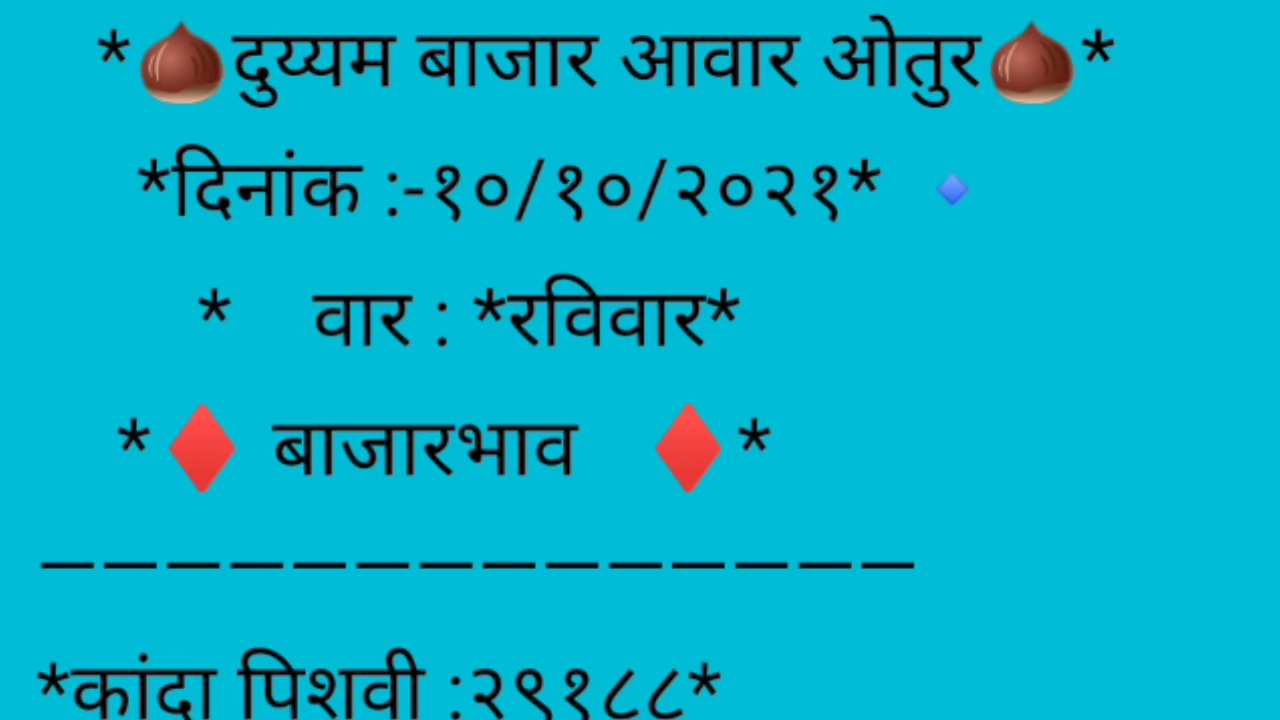 *🌰दुय्यम बाजार आवार ओतुर🌰*
*दिनांक :-१०/१०/२०२१* 🔹
* वार : *रविवार*
*♦️ बाजारभाव ♦️*
——————————————
*कांदा पिशवी :२९१८८*